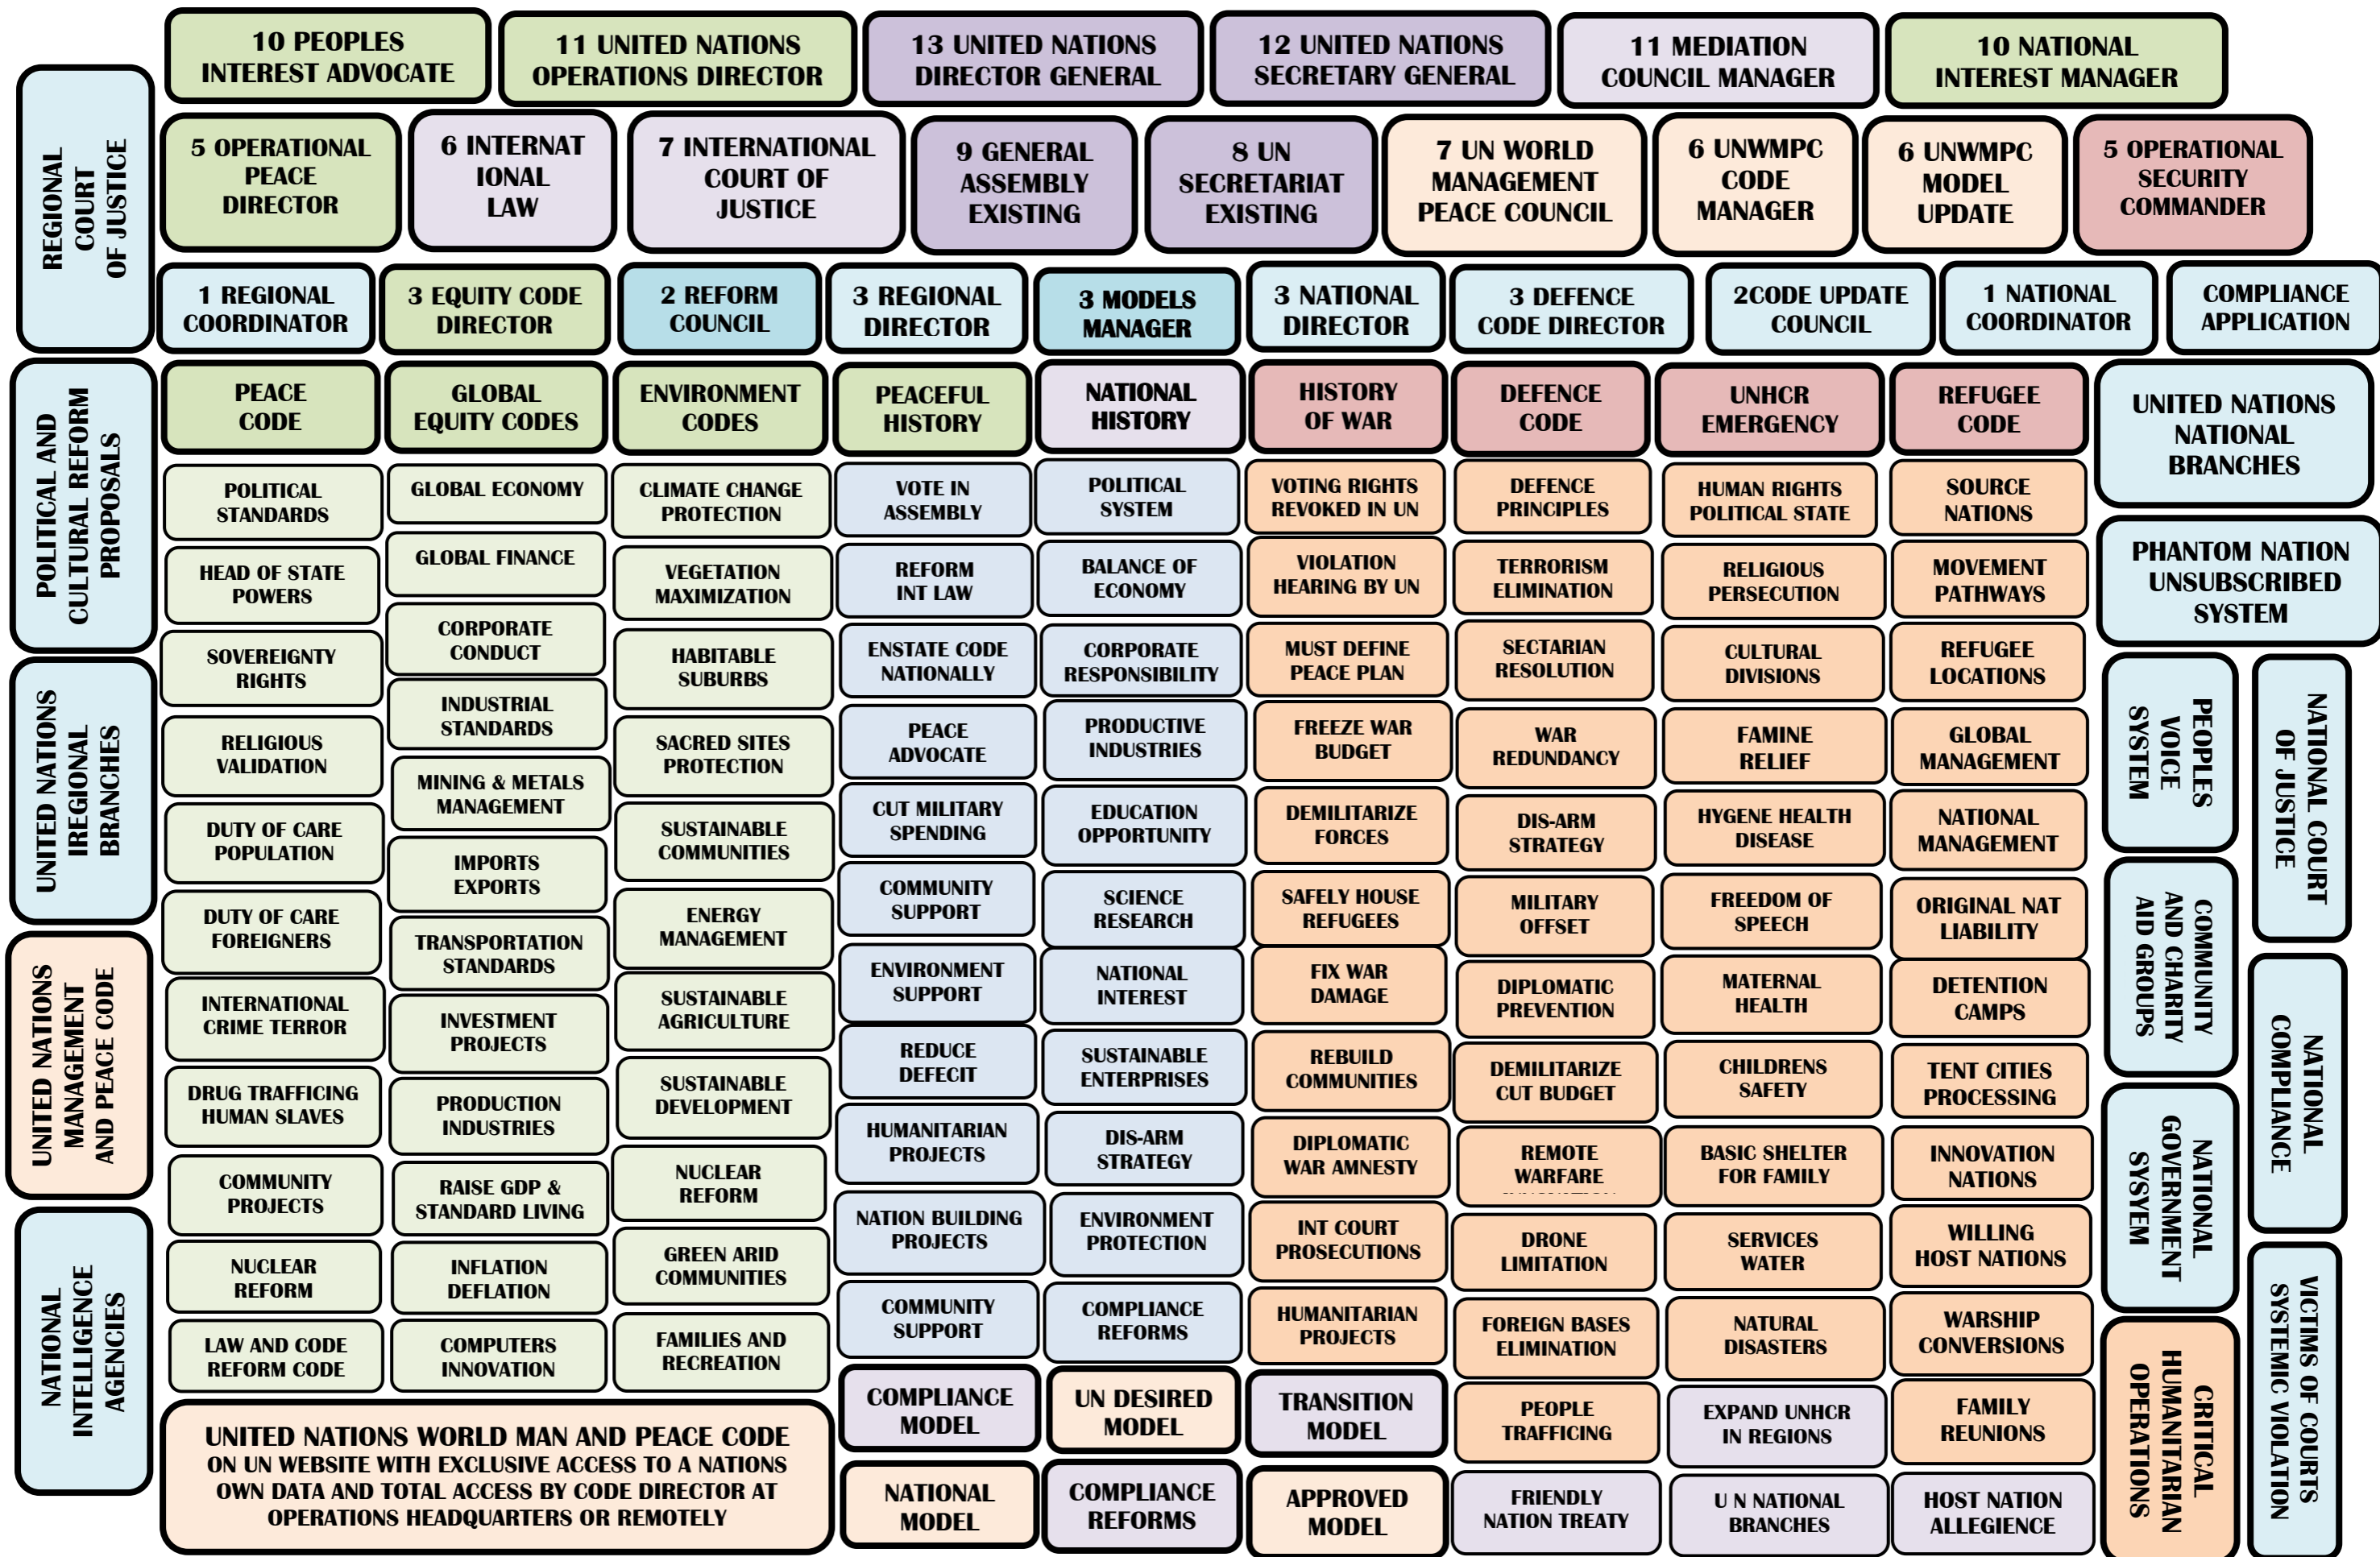 10 PEOPLES
INTEREST ADVOCATE
11 UNITED NATIONS
OPERATIONS DIRECTOR
13 UNITED NATIONS
DIRECTOR GENERAL
12 UNITED NATIONS
SECRETARY GENERAL
11 MEDIATION
COUNCIL MANAGER
10 NATIONAL
INTEREST MANAGER
REGIONAL
COURT
OF JUSTICE
5 OPERATIONAL
PEACE
DIRECTOR
6 INTERNAT
IONAL
LAW
7 INTERNATIONAL
COURT OF
JUSTICE
9 GENERAL
ASSEMBLY
EXISTING
8 UN
SECRETARIAT
EXISTING
7 UN WORLD
MANAGEMENT
PEACE COUNCIL
6 UNWMPC
CODE
MANAGER
6 UNWMPC
MODEL
UPDATE
5 OPERATIONAL
SECURITY
COMMANDER
1 REGIONAL
COORDINATOR
3 EQUITY CODE
DIRECTOR
2 REFORM
COUNCIL
3 REGIONAL
DIRECTOR
3 MODELS
MANAGER
3 NATIONAL
DIRECTOR
3 DEFENCE
CODE DIRECTOR
2CODE UPDATE
COUNCIL
1 NATIONAL
COORDINATOR
COMPLIANCE
APPLICATION
POLITICAL AND
CULTURAL REFORM
PROPOSALS
UNITED NATIONS
IREGIONAL
BRANCHES
UNITED NATIONS
MANAGEMENT
AND PEACE CODE
NATIONAL
INTELLIGENCE
AGENCIES
PEACE
CODE
POLITICAL
STANDARDS
HEAD OF STATE
POWERS
SOVEREIGNTY
RIGHTS
RELIGIOUS
VALIDATION
DUTY OF CARE
POPULATION
DUTY OF CARE
FOREIGNERS
INTERNATIONAL
CRIME TERROR
DRUG TRAFFICING
HUMAN SLAVES
COMMUNITY
PROJECTS
NUCLEAR
REFORM
LAW AND CODE
REFORM CODE
GLOBAL
EQUITY CODES
GLOBAL ECONOMY
GLOBAL FINANCE
CORPORATE
CONDUCT
INDUSTRIAL
STANDARDS
MINING & METALS
MANAGEMENT
IMPORTS
EXPORTS
TRANSPORTATION
STANDARDS
INVESTMENT
PROJECTS
PRODUCTION
INDUSTRIES
RAISE GDP &
STANDARD LIVING
INFLATION
DEFLATION
COMPUTERS
INNOVATION
ENVIRONMENT
CODES
CLIMATE CHANGE
PROTECTION
VEGETATION
MAXIMIZATION
HABITABLE
SUBURBS
SACRED SITES
PROTECTION
SUSTAINABLE
COMMUNITIES
ENERGY
MANAGEMENT
SUSTAINABLE
AGRICULTURE
SUSTAINABLE
DEVELOPMENT
NUCLEAR
REFORM
GREEN ARID
COMMUNITIES
FAMILIES AND
RECREATION
UNITED NATIONS WORLD MAN AND PEACE CODE
ON UN WEBSITE WITH EXCLUSIVE ACCESS TO A NATIONS
OWN DATA AND TOTAL ACCESS BY CODE DIRECTOR AT
OPERATIONS HEADQUARTERS OR REMOTELY
PEACEFUL
HISTORY
VOTE IN
ASSEMBLY
REFORM
INT LAW
ENSTATE CODE
NATIONALLY
PEACE
ADVOCATE
CUT MILITARY
SPENDING
COMMUNITY
SUPPORT
ENVIRONMENT
SUPPORT
REDUCE
DEFECIT
HUMANITARIAN
PROJECTS
NATION BUILDING
PROJECTS
COMMUNITY
SUPPORT
COMPLIANCE
MODEL
NATIONAL
MODEL
NATIONAL
HISTORY
POLITICAL
SYSTEM
BALANCE OF
ECONOMY
CORPORATE
RESPONSIBILITY
PRODUCTIVE
INDUSTRIES
EDUCATION
OPPORTUNITY
SCIENCE
RESEARCH
NATIONAL
INTEREST
SUSTAINABLE
ENTERPRISES
DIS-ARM
STRATEGY
ENVIRONMENT
PROTECTION
COMPLIANCE
REFORMS
UN DESIRED
MODEL
COMPLIANCE
REFORMS
HISTORY
OF WAR
VOTING RIGHTS
REVOKED IN UN
VIOLATION
HEARING BY UN
MUST DEFINE
PEACE PLAN
FREEZE WAR
BUDGET
DEMILITARIZE
FORCES
SAFELY HOUSE
REFUGEES
FIX WAR
DAMAGE
REBUILD
COMMUNITIES
DIPLOMATIC
WAR AMNESTY
INT COURT
PROSECUTIONS
HUMANITARIAN
PROJECTS
TRANSITION
MODEL
APPROVED
MODEL
DEFENCE
CODE
DEFENCE
PRINCIPLES
TERRORISM
ELIMINATION
SECTARIAN
RESOLUTION
WAR
REDUNDANCY
DIS-ARM
STRATEGY
MILITARY
OFFSET
DIPLOMATIC
PREVENTION
DEMILITARIZE
CUT BUDGET
REMOTE
WARFARE
DRONE
LIMITATION
FOREIGN BASES
ELIMINATION
PEOPLE
TRAFFICING
FRIENDLY
NATION TREATY
UNHCR
EMERGENCY
HUMAN RIGHTS
POLITICAL STATE
RELIGIOUS
PERSECUTION
CULTURAL
DIVISIONS
FAMINE
RELIEF
HYGENE HEALTH
DISEASE
FREEDOM OF
SPEECH
MATERNAL
HEALTH
CHILDRENS
SAFETY
BASIC SHELTER
FOR FAMILY
SERVICES
WATER
NATURAL
DISASTERS
EXPAND UNHCR
IN REGIONS
U N NATIONAL
BRANCHES
REFUGEE
CODE
SOURCE
NATIONS
MOVEMENT
PATHWAYS
REFUGEE
LOCATIONS
GLOBAL
MANAGEMENT
NATIONAL
MANAGEMENT
ORIGINAL NAT
LIABILITY
DETENTION
CAMPS
TENT CITIES
PROCESSING
INNOVATION
NATIONS
WILLING
HOST NATIONS
WARSHIP
CONVERSIONS
FAMILY
REUNIONS
HOST NATION
ALLEGIENCE
UNITED NATIONS
NATIONAL
BRANCHES
PHANTOM NATION
UNSUBSCRIBED
SYSTEM
PEOPLES
VOICE
SYSTEM
COMMUNITY
AND CHARITY
AID GROUPS
NATIONAL
GOVERNMENT
SYSYEM
CRITICAL
HUMANITARIAN
OPERATIONS
NATIONAL COURT
OF JUSTICE
NATIONAL
COMPLIANCE
VICTIMS OF COURTS
SYSTEMIC VIOLATION